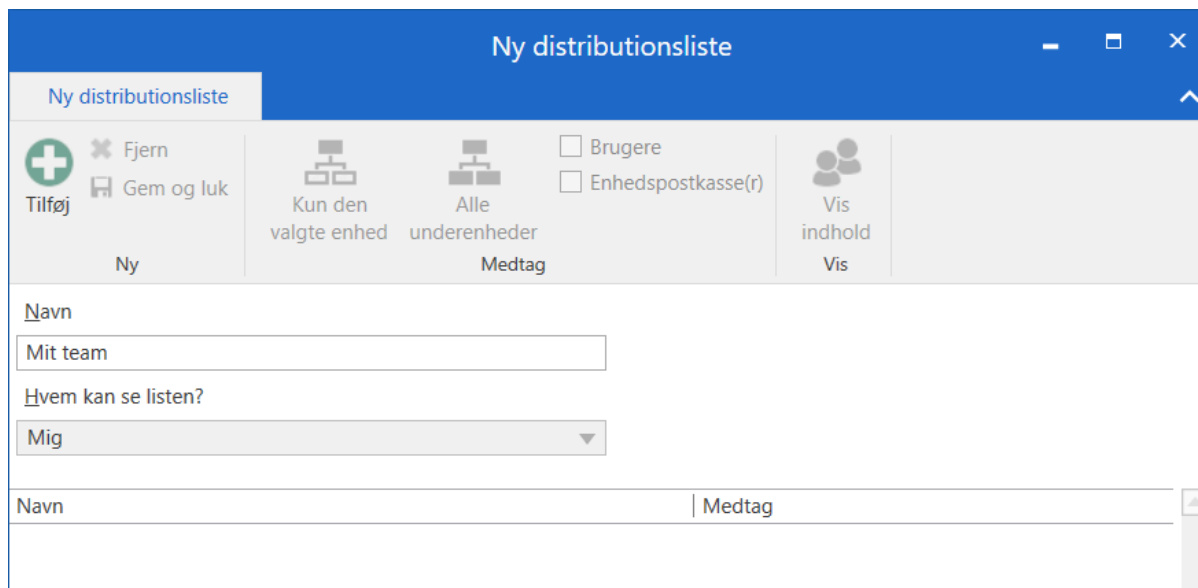 Ny distributionsliste
Ny distributionsliste
Tilføj
Fjern
Gem og luk
Ny
Kun den
valgte enhed
Alle
underenheder
Brugere
Enhedspostkasse(r)
Medtag
Vis
indhold
Vis
Navn
Mit team
Hvem kan se listen?
Mig
Navn
Medtag